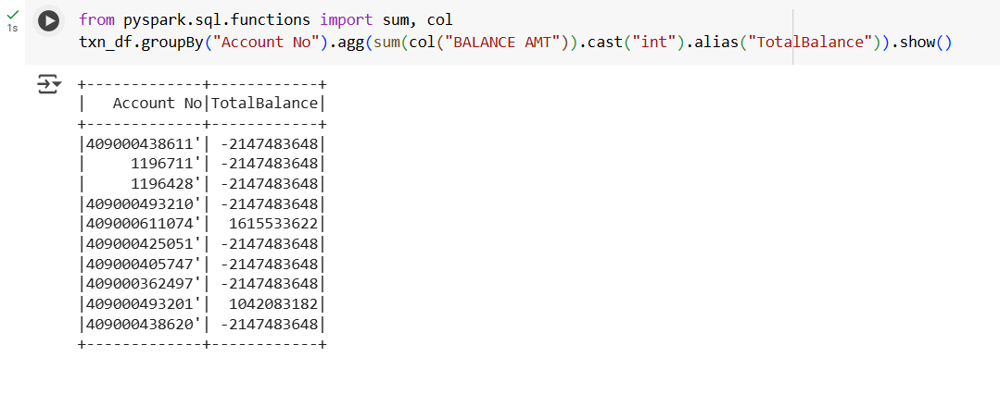 1s
from pyspark.sql.functions import sum, col
txn_df.groupBy("Account No").agg(sum(col("BALANCE AMT")).cast("int").alias("TotalBalance")).show()
+-------------+------------+
|   Account No|TotalBalance|
+-------------+------------+
|409000438611'| -2147483648|
|     1196711'| -2147483648|
|     1196428'| -2147483648|
|409000493210'| -2147483648|
|409000611074'|  1615533622|
|409000425051'| -2147483648|
|409000405747'| -2147483648|
|409000362497'| -2147483648|
|409000493201'|  1042083182|
|409000438620'| -2147483648|
+-------------+------------+